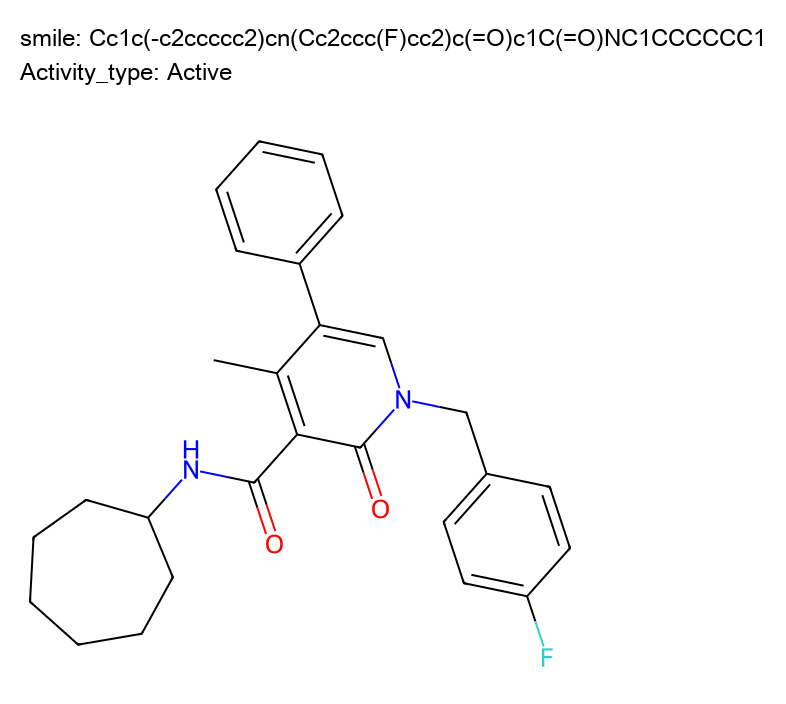 smile: Cc1c(-c2ccccc2)cn(Cc2ccc(F)cc2)c(=O)c1C(=O)NC1CCCCCC1
Activity_type: Active
N
H
N
O
O
F